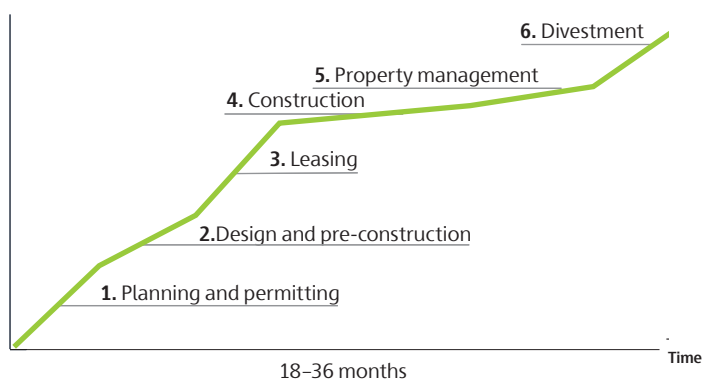 6. Divestment
5. Property management
4. Construction
3. Leasing
2.Design and pre-construction
1. Planning and permitting
Time
18–36 months